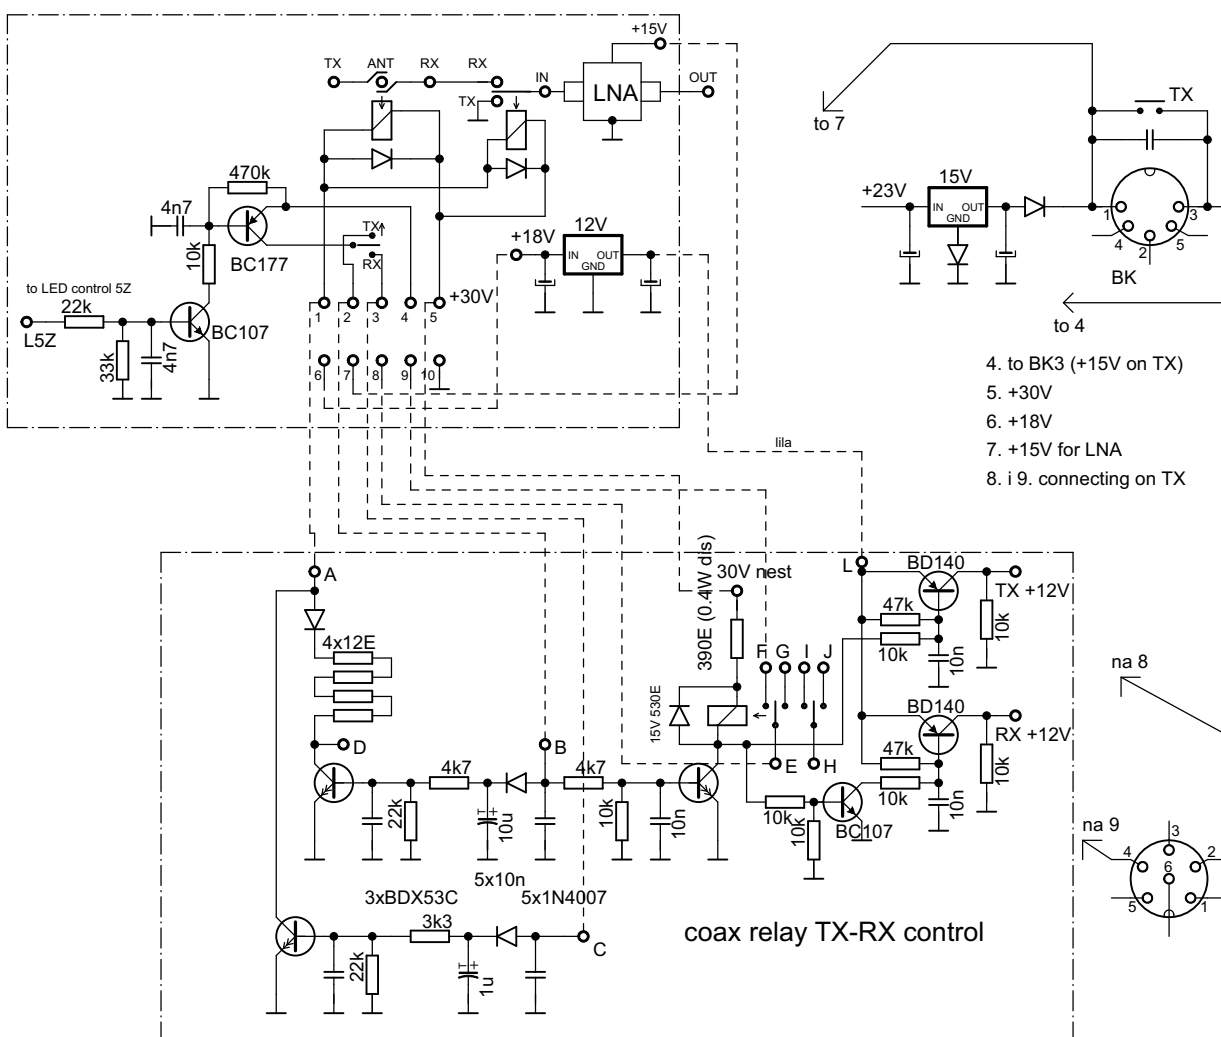 +15V
TX
ANT
RX
RX
IN
LNA
OUT
TX
TX
to 7
470k
+23V
15V
IN
OUT
GND
1
3
4
2
5
BK
4n7
TX
+18V
12V
IN
OUT
GND
10k
BC177
RX
to LED control 5Z
22k
L5Z
BC107
+30V
1
2
3
4
5
to 4
33k
4n7
6
7
8
9
10
4. to BK3 (+15V on TX)
5. +30V
6. +18V
7. +15V for LNA
8. i 9. connecting on TX
lila
A
30V nest
L
BD140
TX +12V
390E (0.4W dis)
47k
10k
4x12E
F
G
I
J
10k
10n
na 8
15V 530E
BD140
RX +12V
D
B
E
H
47k
10k
4k7
4k7
10k
10n
22k
10u
10k
10n
10k
10k
BC107
na 9
3
4
2
6
5
1
5x10n
3xBDX53C
5x1N4007
3k3
C
coax relay TX-RX control
22k
1u